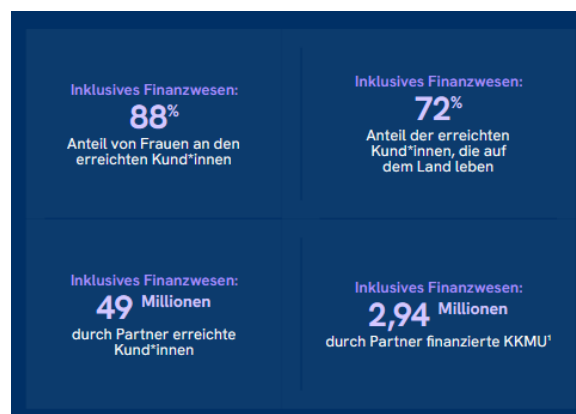 Inklusives Finanzwesen:
88%
Anteil von Frauen an den
erreichten Kund*innen
Inklusives Finanzwesen:
72%
Anteil der erreichten
Kund*innen, die auf
dem Land leben
Inklusives Finanzwesen:
49 Millionen
durch Partner erreichte
Kund*innen
Inklusives Finanzwesen:
2,94 Millionen
durch Partner finanzierte KKMU¹